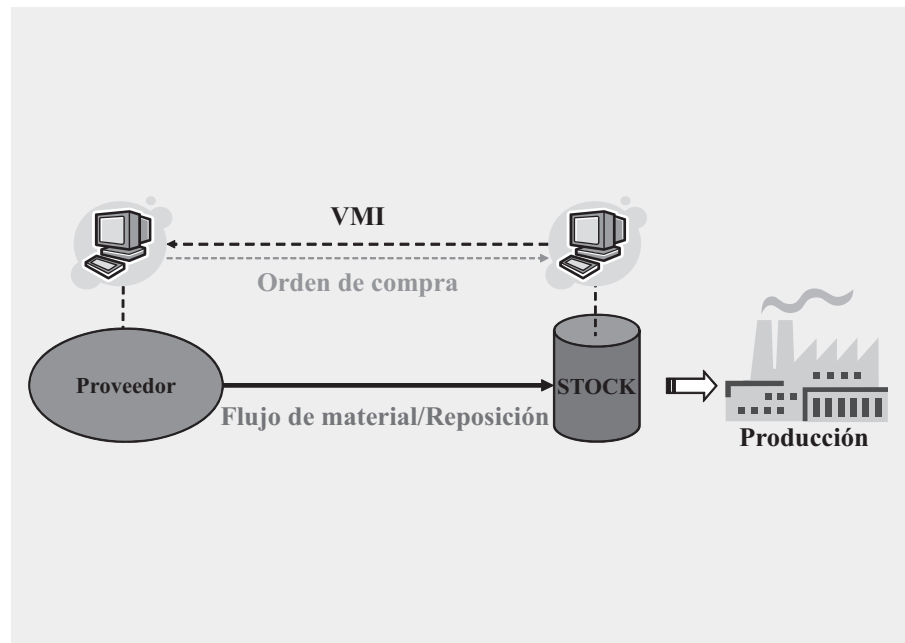 VMI
Orden de compra
Proveedor
STOCK
Flujo de material/Reposición
Producción